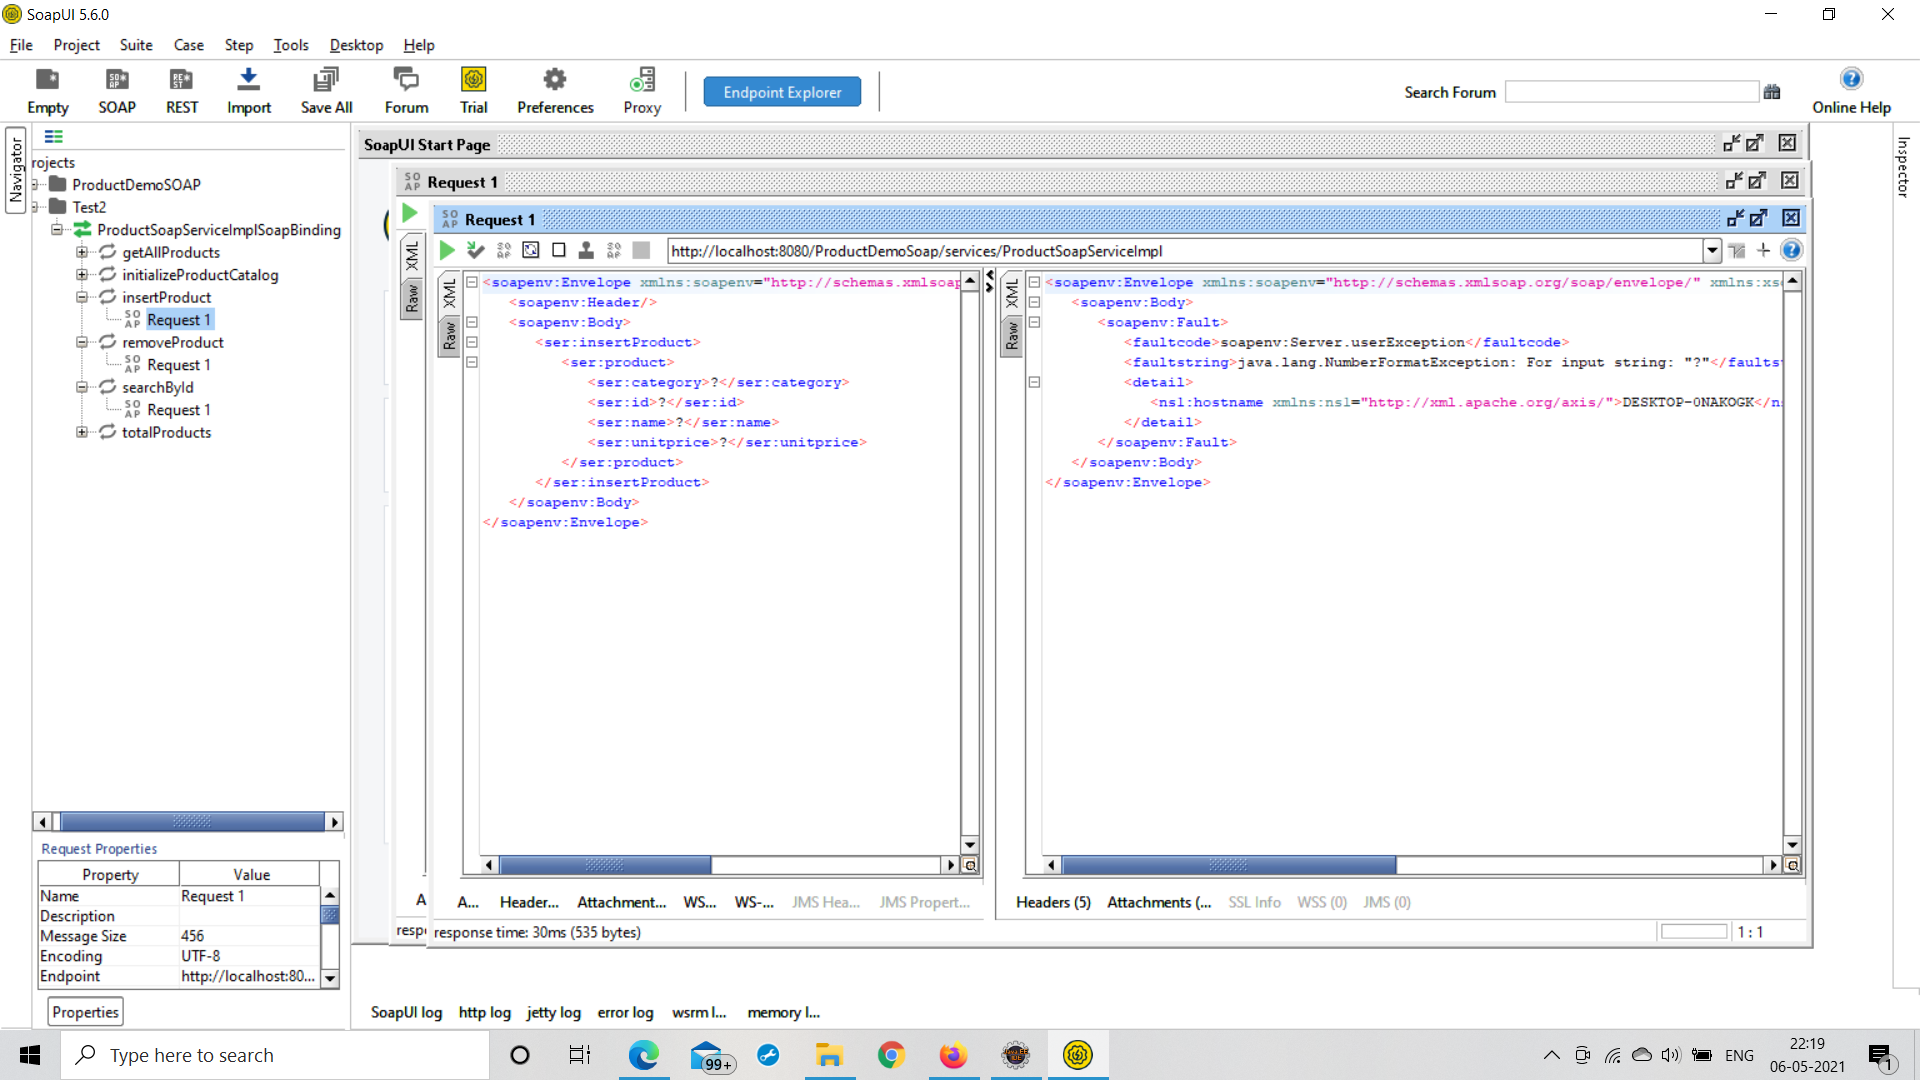 SoapUI 5.6.0
File Project Suite Case Step Tools Desktop Help
Empty SOAP REST Import Save All Forum Trial Preferences Proxy Endpoint Explorer Search Forum Online Help
Navigator
Inspector
rojects
ProductDemoSOAP
Test2
ProductSoapServiceImplSoapBinding
getAllProducts
initializeProductCatalog
insertProduct
Request 1
removeProduct
Request 1
searchById
Request 1
totalProducts
SoapUI Start Page
Request 1
Request 1
http://localhost:8080/ProductDemoSoap/services/ProductSoapServiceImpl
XML
Raw
XML
Raw
<soapenv:Envelope xmlns:soapenv="http://schemas.xmlsoap
<soapenv:Header/>
<soapenv:Body>
<ser:insertProduct>
<ser:product>
<ser:category>?</ser:category>
<ser:id>?</ser:id>
<ser:name>?</ser:name>
<ser:unitprice>?</ser:unitprice>
</ser:product>
</ser:insertProduct>
</soapenv:Body>
</soapenv:Envelope>
XML
Raw
<soapenv:Envelope xmlns:soapenv="http://schemas.xmlsoap.org/soap/envelope/" xmlns:xs
<soapenv:Body>
<soapenv:Fault>
<faultcode>soapenv:Server.userException</faultcode>
<faultstring>java.lang.NumberFormatException: For input string: "?"</faults
<detail>
<ns1:hostname xmlns:ns1="http://xml.apache.org/axis/">DESKTOP-0NAKOGK</n
</detail>
</soapenv:Fault>
</soapenv:Body>
</soapenv:Envelope>
A
A... Header... Attachment... WS... WS-... JMS Hea... JMS Propert...
Headers (5) Attachments (... SSL Info WSS (0) JMS (0)
resp
response time: 30ms (535 bytes)
1 : 1
Request Properties
Property Value
Name Request 1
Description
Message Size 456
Encoding UTF-8
Endpoint http://localhost:80...
Properties
SoapUI log http log jetty log error log wsrm l... memory l...
Type here to search
99+
ENG
22:19
06-05-2021
1